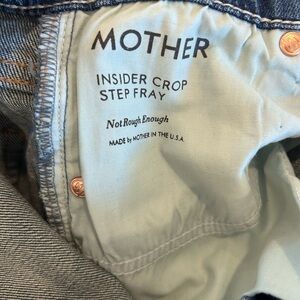 MOTHER
INSIDER CROP
STEP FRAY
Not Rough Enough
MADE by MOTHER IN THE U.S.A.